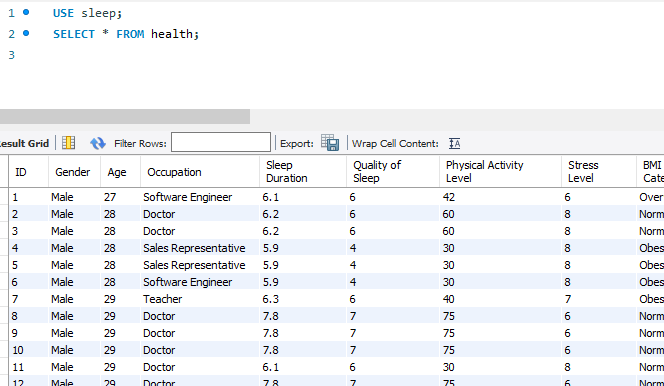 1 USE sleep;
2 SELECT * FROM health;
3
esult Grid Filter Rows: Export: Wrap Cell Content: IA
ID Gender Age Occupation Sleep Duration Quality of Sleep Physical Activity Level Stress Level BMI Cate
1 Male 27 Software Engineer 6.1 6 42 6 Over
2 Male 28 Doctor 6.2 6 60 8 Norm
3 Male 28 Doctor 6.2 6 60 8 Norm
4 Male 28 Sales Representative 5.9 4 30 8 Obes
5 Male 28 Sales Representative 5.9 4 30 8 Obes
6 Male 28 Software Engineer 5.9 4 30 8 Obes
7 Male 29 Teacher 6.3 6 40 7 Obes
8 Male 29 Doctor 7.8 7 75 6 Norm
9 Male 29 Doctor 7.8 7 75 6 Norm
10 Male 29 Doctor 7.8 7 75 6 Norm
11 Male 29 Doctor 6.1 6 30 8 Norm
12 Male 29 Doctor 7.8 7 75 6 Norm